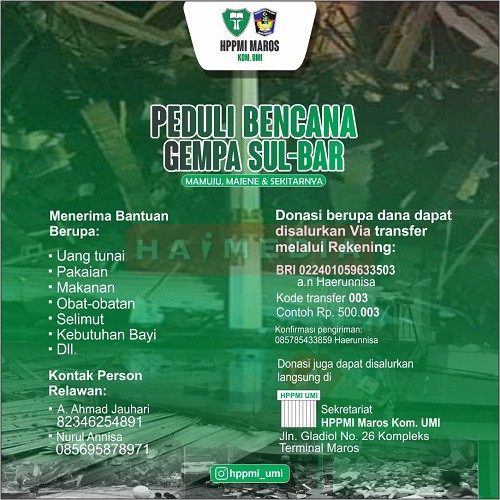 HPPMI MAROS
KOM. UMI
PEDULI BENCANA
GEMPA SUL-BAR
MAMUJU, MAJENE & SEKITARNYA
HAIMEDIA
Menerima Bantuan
Berupa:
• Uang tunai
• Pakaian
• Makanan
• Obat-obatan
• Selimut
• Kebutuhan Bayi
• Dll.
Kontak Person
Relawan:
• A. Ahmad Jauhari
82346254891
• Nurul Annisa
085695878971
Donasi berupa dana dapat
disalurkan Via transfer
melalui Rekening:
BRI 022401059633503
a.n Haerunnisa
Kode transfer 003
Contoh Rp. 500.003
Konfirmasi pengiriman:
085785433859 Haerunnisa
Donasi juga dapat disalurkan
langsung di
HPPMI UMI
Sekretariat
HPPMI Maros Kom. UMI
Jln. Gladiol No. 26 Kompleks
Terminal Maros
hppmi_umi